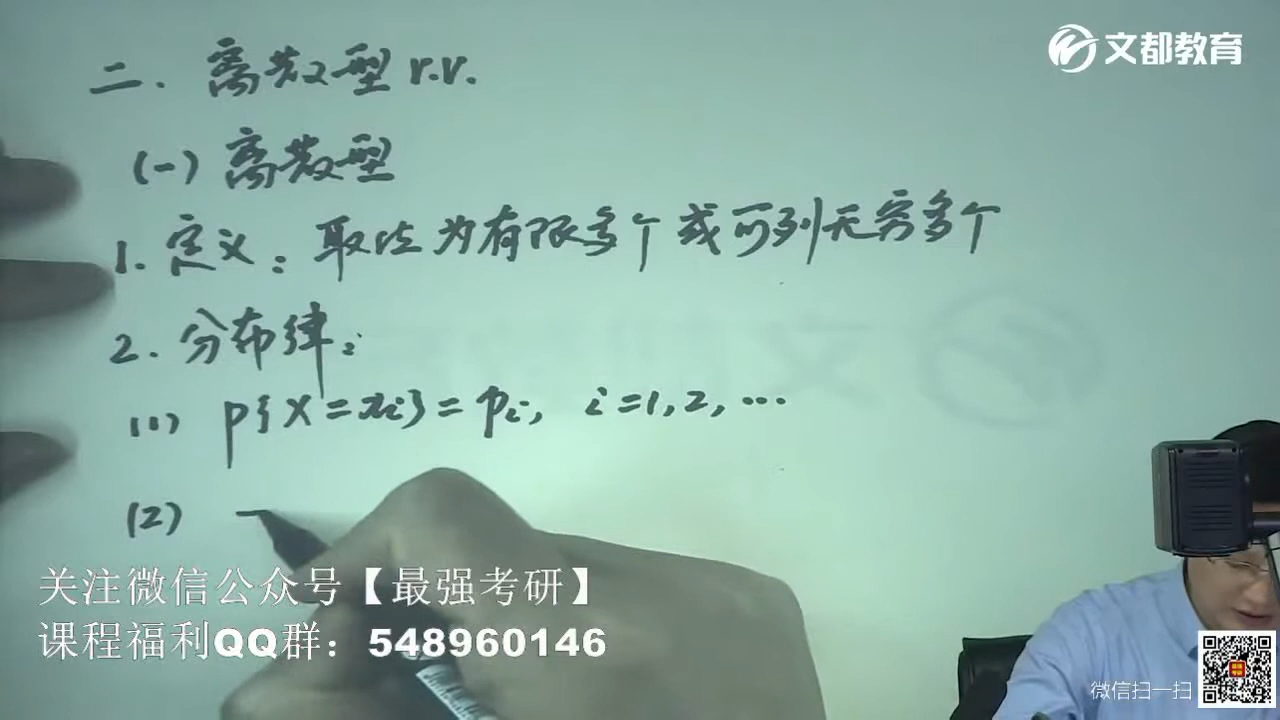 文都教育
二. 离散型 r.v.
(一) 离散型
1. 定义: 取值为有限多个或可列无穷多个
2. 分布律:
(1) P{X=xi}=pi, i=1,2,…
(2)
关注微信公众号【最强考研】
课程福利QQ群：548960146
微信扫一扫